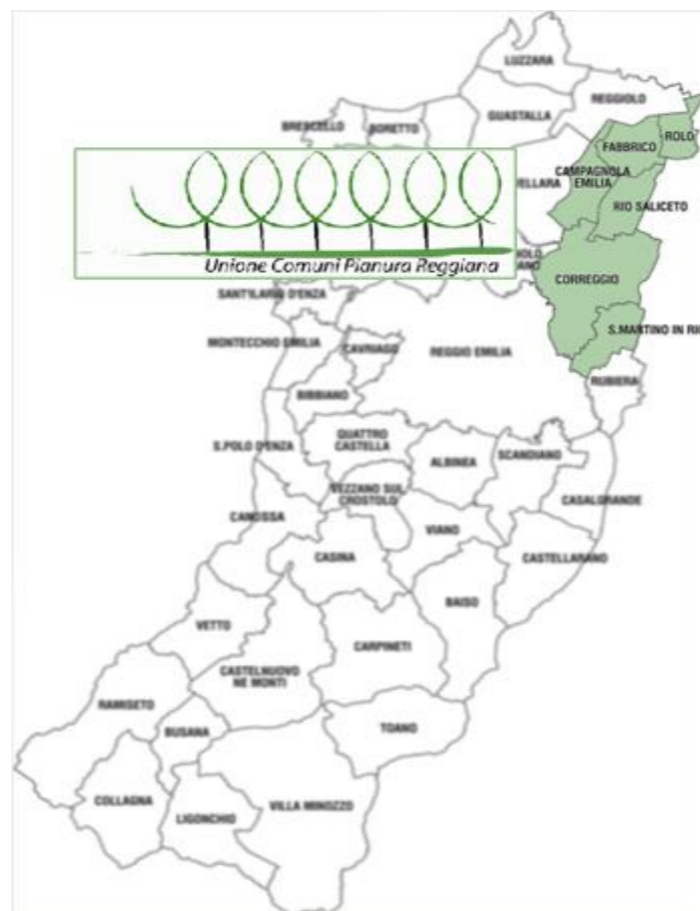 LUZZARA
REGGIOLO
GUASTALLA
BRESCELLO
BORETTO
ROLO
FABBRICO
CAMPAGNOLA
EMILIA
RIO SALICETO
Unione Comuni Pianura Reggiana
CORREGGIO
SANT'ILARIO D'ENZA
S.MARTINO IN RI
MONTECCHIO EMILIA
CAVRIAGO
REGGIO EMILIA
RUBIERA
BIBBIANO
S.POLO D'ENZA
QUATTRO
CASTELLA
ALBINEA
SCANDIANO
VEZZANO SUL
CROSTOLO
CASALGRANDE
CANOSSA
VIANO
CASINA
CASTELLARANO
BAISO
VETTO
CARPINETI
CASTELNUOVO
NE MONTI
RAMISETO
BUSANA
TOANO
COLLAGNA
LIGONCHIO
VILLA MINOZZO